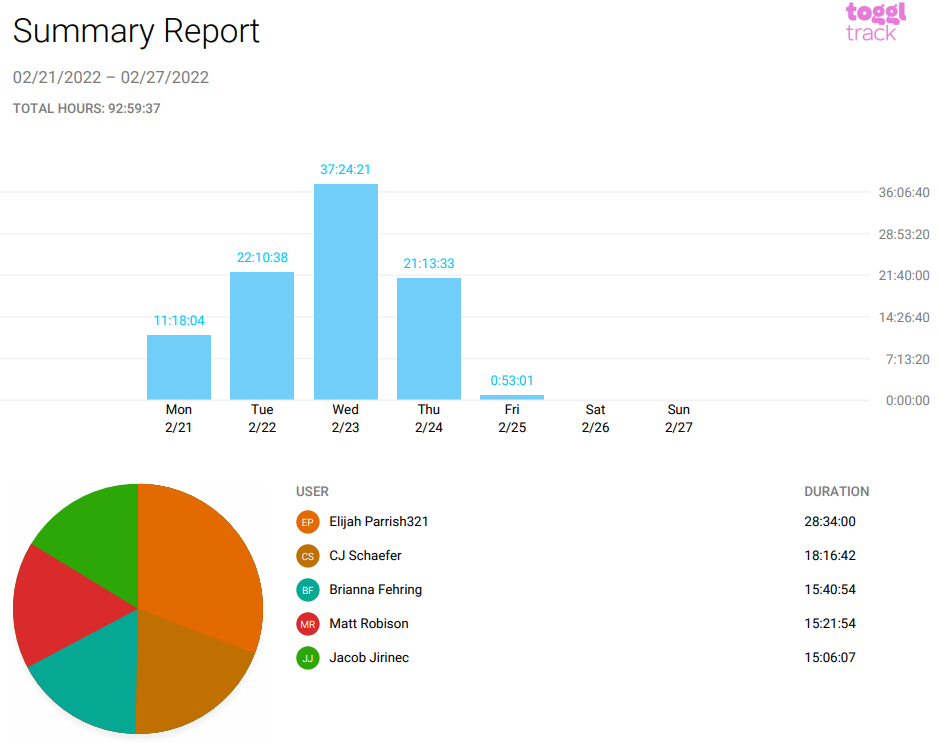 Summary Report
toggl
track
02/21/2022 – 02/27/2022
TOTAL HOURS: 92:59:37
37:24:21
36:06:40
28:53:20
22:10:38
21:13:33
21:40:00
11:18:04
14:26:40
7:13:20
0:53:01
0:00:00
Mon Tue Wed Thu Fri Sat Sun
2/21 2/22 2/23 2/24 2/25 2/26 2/27
USER DURATION
EP Elijah Parrish321 28:34:00
CS CJ Schaefer 18:16:42
BF Brianna Fehring 15:40:54
MR Matt Robison 15:21:54
JJ Jacob Jirinec 15:06:07